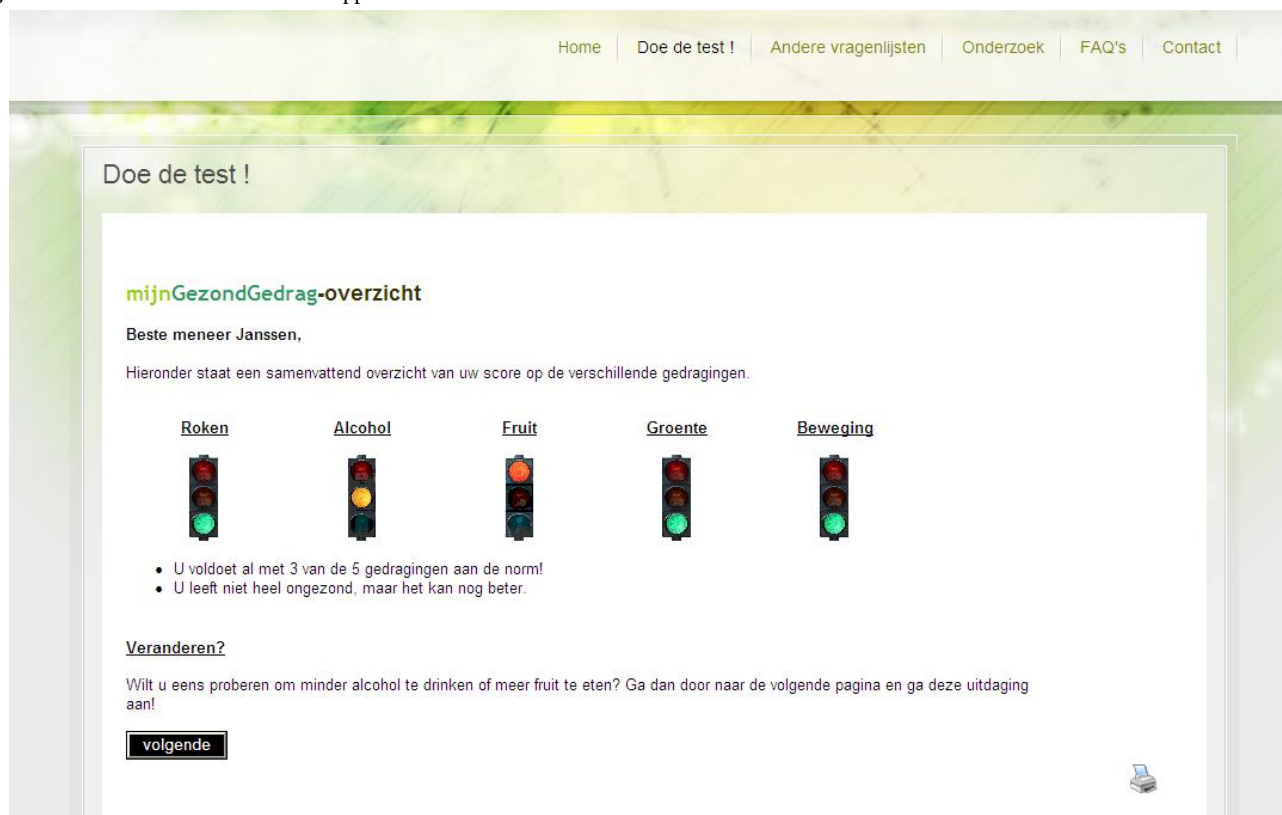 Home Doe de test ! Andere vragenlijsten Onderzoek FAQ's Contact
Doe de test !
mijnGezondGedrag-overzicht
Beste meneer Janssen,
Hieronder staat een samenvattend overzicht van uw score op de verschillende gedragingen.
Roken Alcohol Fruit Groente Beweging
• U voldoet al met 3 van de 5 gedragingen aan de norm!
• U leeft niet heel ongezond, maar het kan nog beter.
Veranderen?
Wilt u eens proberen om minder alcohol te drinken of meer fruit te eten? Ga dan door naar de volgende pagina en ga deze uitdaging
aan!
volgende